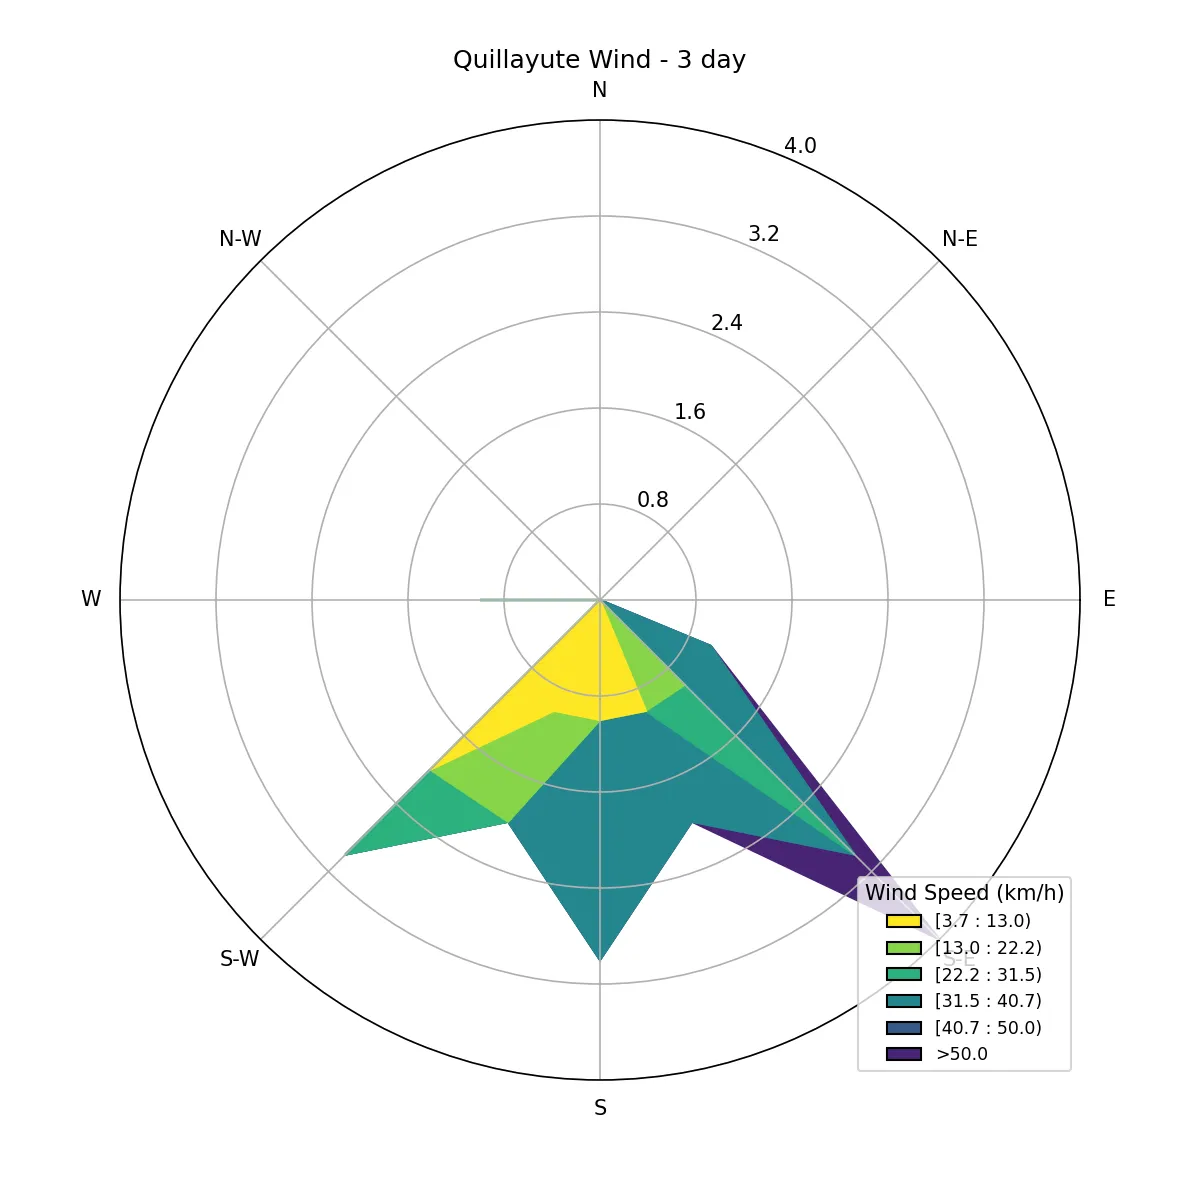 Quillayute Wind - 3 day
N
4.0
N-W
3.2
N-E
2.4
1.6
0.8
W
E
S-W
S-E
Wind Speed (km/h)
[3.7 : 13.0)
[13.0 : 22.2)
[22.2 : 31.5)
[31.5 : 40.7)
[40.7 : 50.0)
>50.0
S